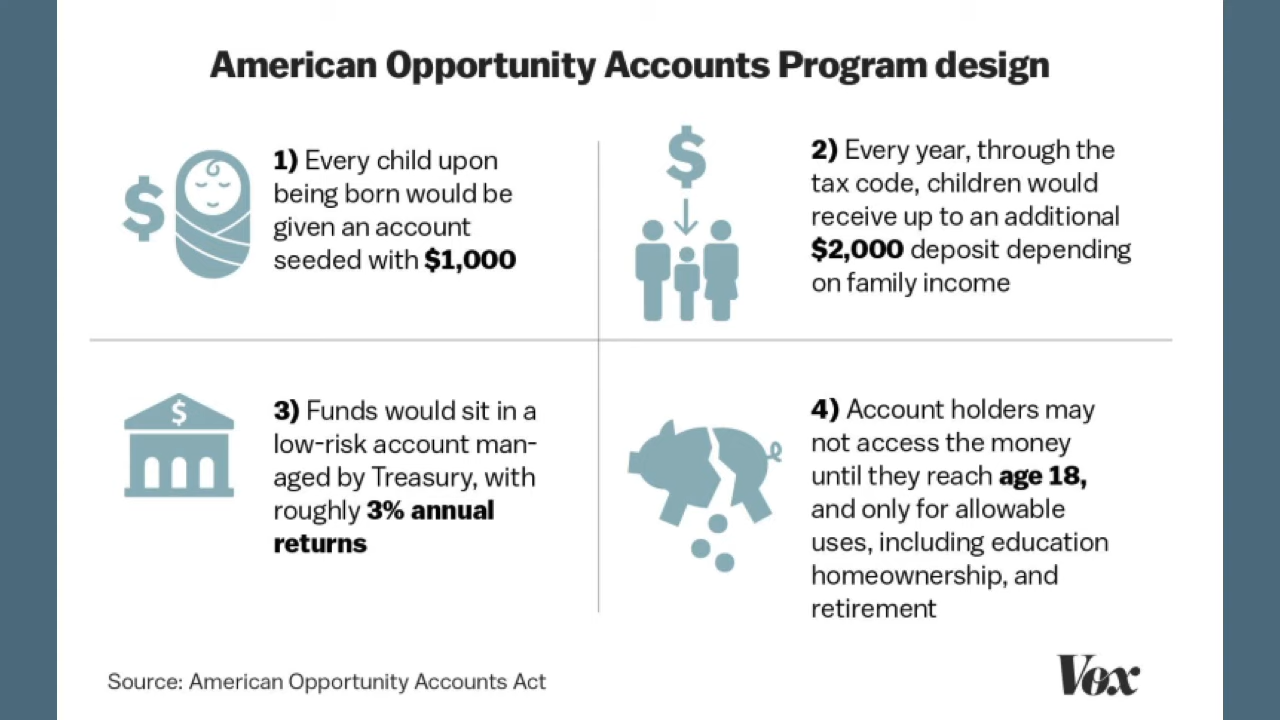 American Opportunity Accounts Program design
$
1) Every child upon
being born would be
given an account
seeded with $1,000
$
2) Every year, through the
tax code, children would
receive up to an additional
$2,000 deposit depending
on family income
$
3) Funds would sit in a
low-risk account man-
aged by Treasury, with
roughly 3% annual
returns
4) Account holders may
not access the money
until they reach age 18,
and only for allowable
uses, including education
homeownership, and
retirement
Source: American Opportunity Accounts Act
Vox